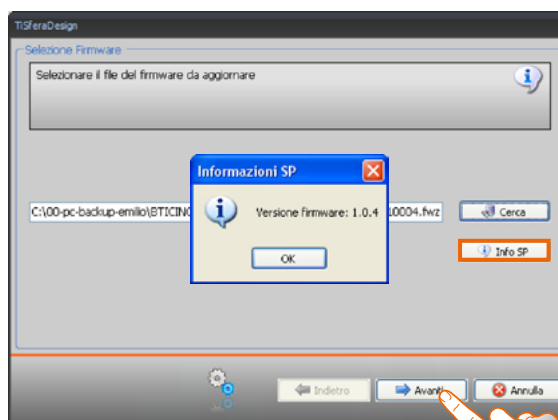 TiSferaDesign
Selezione Firmware
Selezionare il file del firmware da aggiornare
Informazioni SP
Versione firmware: 1.0.4
OK
C:\00-pc-backup-emilio\BTICIN 10004.fwz
Cerca
Info SP
Indietro
Avanti
Annulla